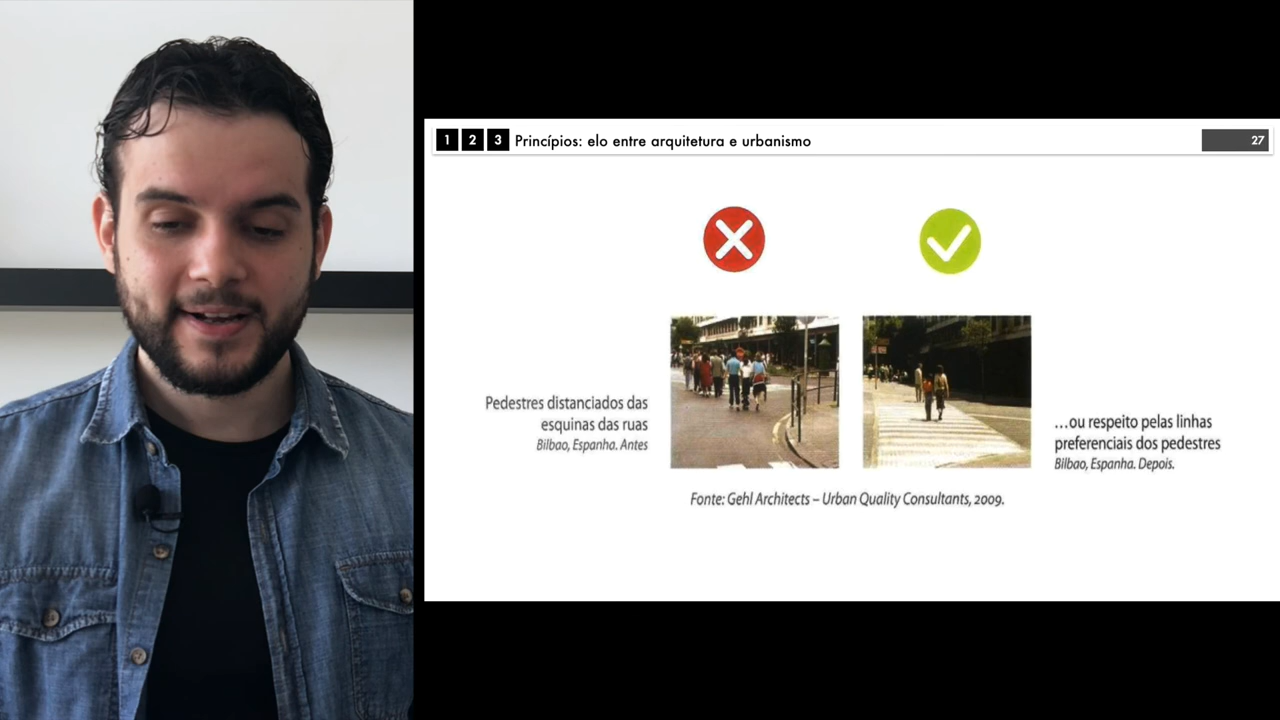 1 2 3 Princípios: elo entre arquitetura e urbanismo 27
Pedestres distanciados das
esquinas das ruas
Bilbao, Espanha. Antes
...ou respeito pelas linhas
preferenciais dos pedestres
Bilbao, Espanha. Depois.
Fonte: Gehl Architects – Urban Quality Consultants, 2009.